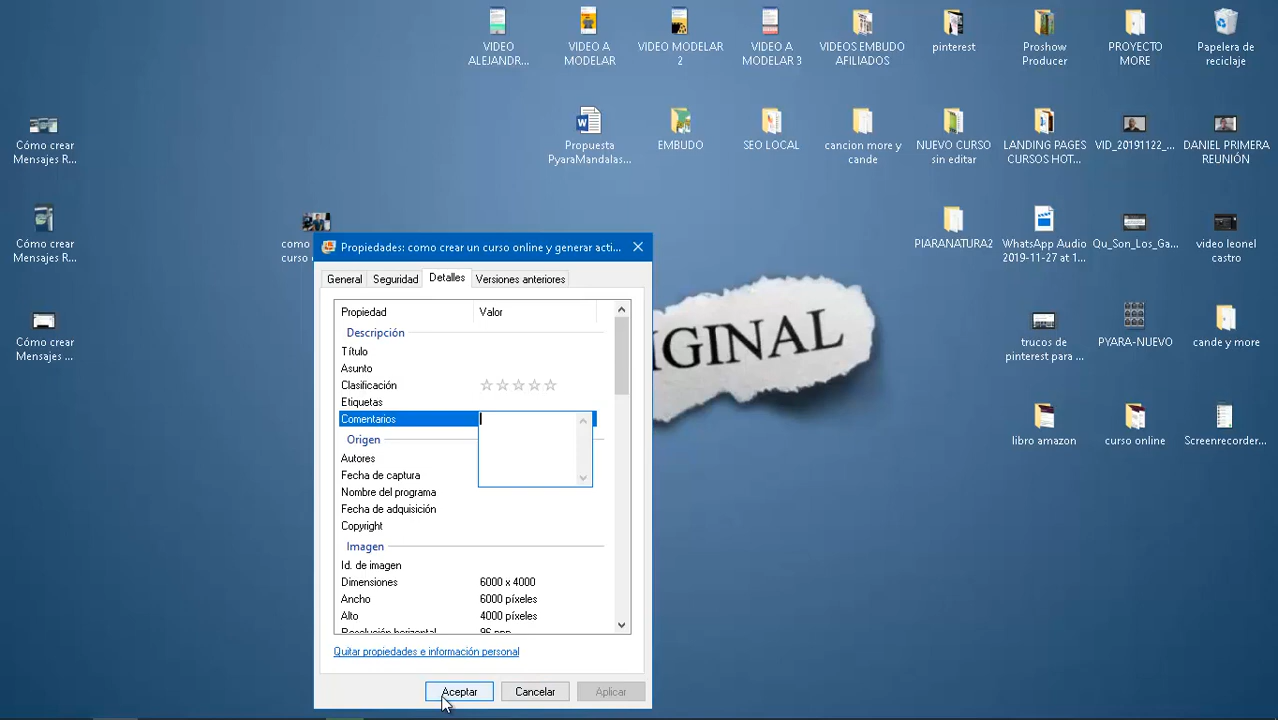 VIDEO
ALEJANDR...
VIDEO A
MODELAR
VIDEO MODELAR
2
VIDEO A
MODELAR 3
VIDEOS EMBUDO
AFILIADOS
pinterest
Proshow
Producer
PROYECTO
MORE
Papelera de
reciclaje
Cómo crear
Mensajes R...
Propuesta
PyaraMandalas...
EMBUDO
SEO LOCAL
cancion more y
cande
NUEVO CURSO
sin editar
LANDING PAGES
CURSOS HOT...
VID_20191122_...
DANIEL PRIMERA
REUNIÓN
Cómo crear
Mensajes R...
como
curso
PIARANATURA2
WhatsApp Audio
2019-11-27 at 1...
Qu_Son_Los_Ga...
video leonel
castro
Cómo crear
Mensajes ...
trucos de
pinterest para ...
PYARA-NUEVO
cande y more
libro amazon
curso online
Screenrecorder...
IGINAL
Propiedades: como crear un curso online y generar acti...
General
Seguridad
Detalles
Versiones anteriores
Propiedad
Valor
Descripción
Título
Asunto
Clasificación
Etiquetas
Comentarios
Origen
Autores
Fecha de captura
Nombre del programa
Fecha de adquisición
Copyright
Imagen
Id. de imagen
Dimensiones
6000 x 4000
Ancho
6000 píxeles
Alto
4000 píxeles
Resolución horizontal
96 ppp
Quitar propiedades e información personal
Aceptar
Cancelar
Aplicar